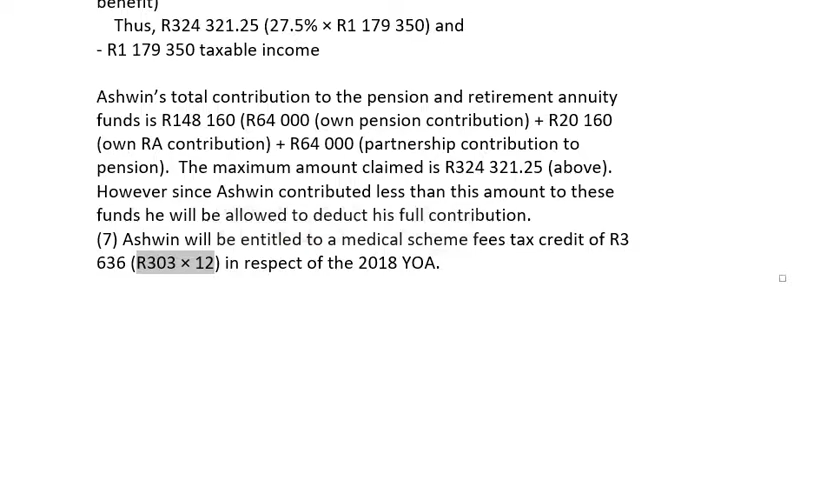 benefit)
Thus, R324 321.25 (27.5% × R1 179 350) and
- R1 179 350 taxable income
Ashwin’s total contribution to the pension and retirement annuity
funds is R148 160 (R64 000 (own pension contribution) + R20 160
(own RA contribution) + R64 000 (partnership contribution to
pension).  The maximum amount claimed is R324 321.25 (above).
However since Ashwin contributed less than this amount to these
funds he will be allowed to deduct his full contribution.
(7) Ashwin will be entitled to a medical scheme fees tax credit of R3
636 (R303 × 12) in respect of the 2018 YOA.